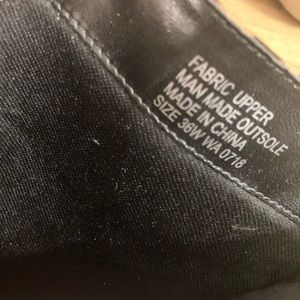 FABRIC UPPER
MAN MADE OUTSOLE
MADE IN CHINA
SIZE 36W WA 0718